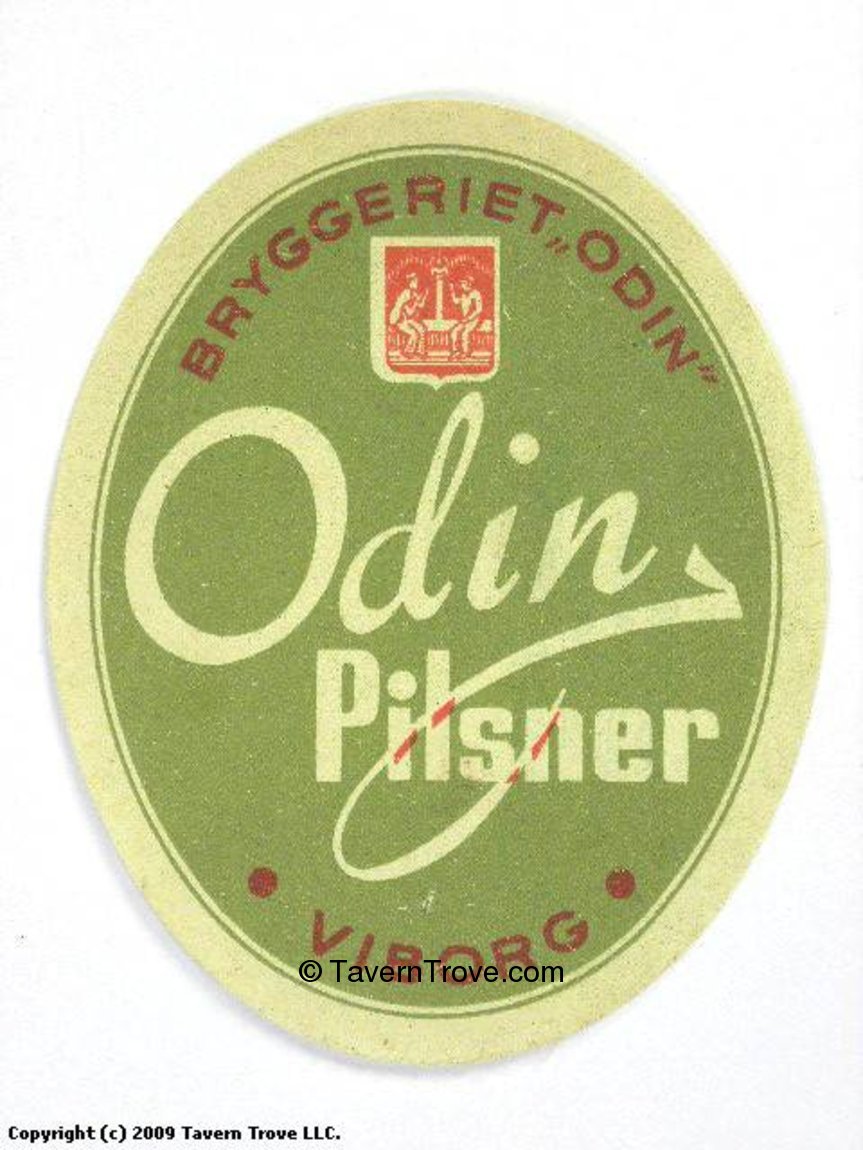 BRYGGERIET „ODIN"
Odin
Pilsner
VIBORG
© TavernTrove.com
Copyright (c) 2009 Tavern Trove LLC.